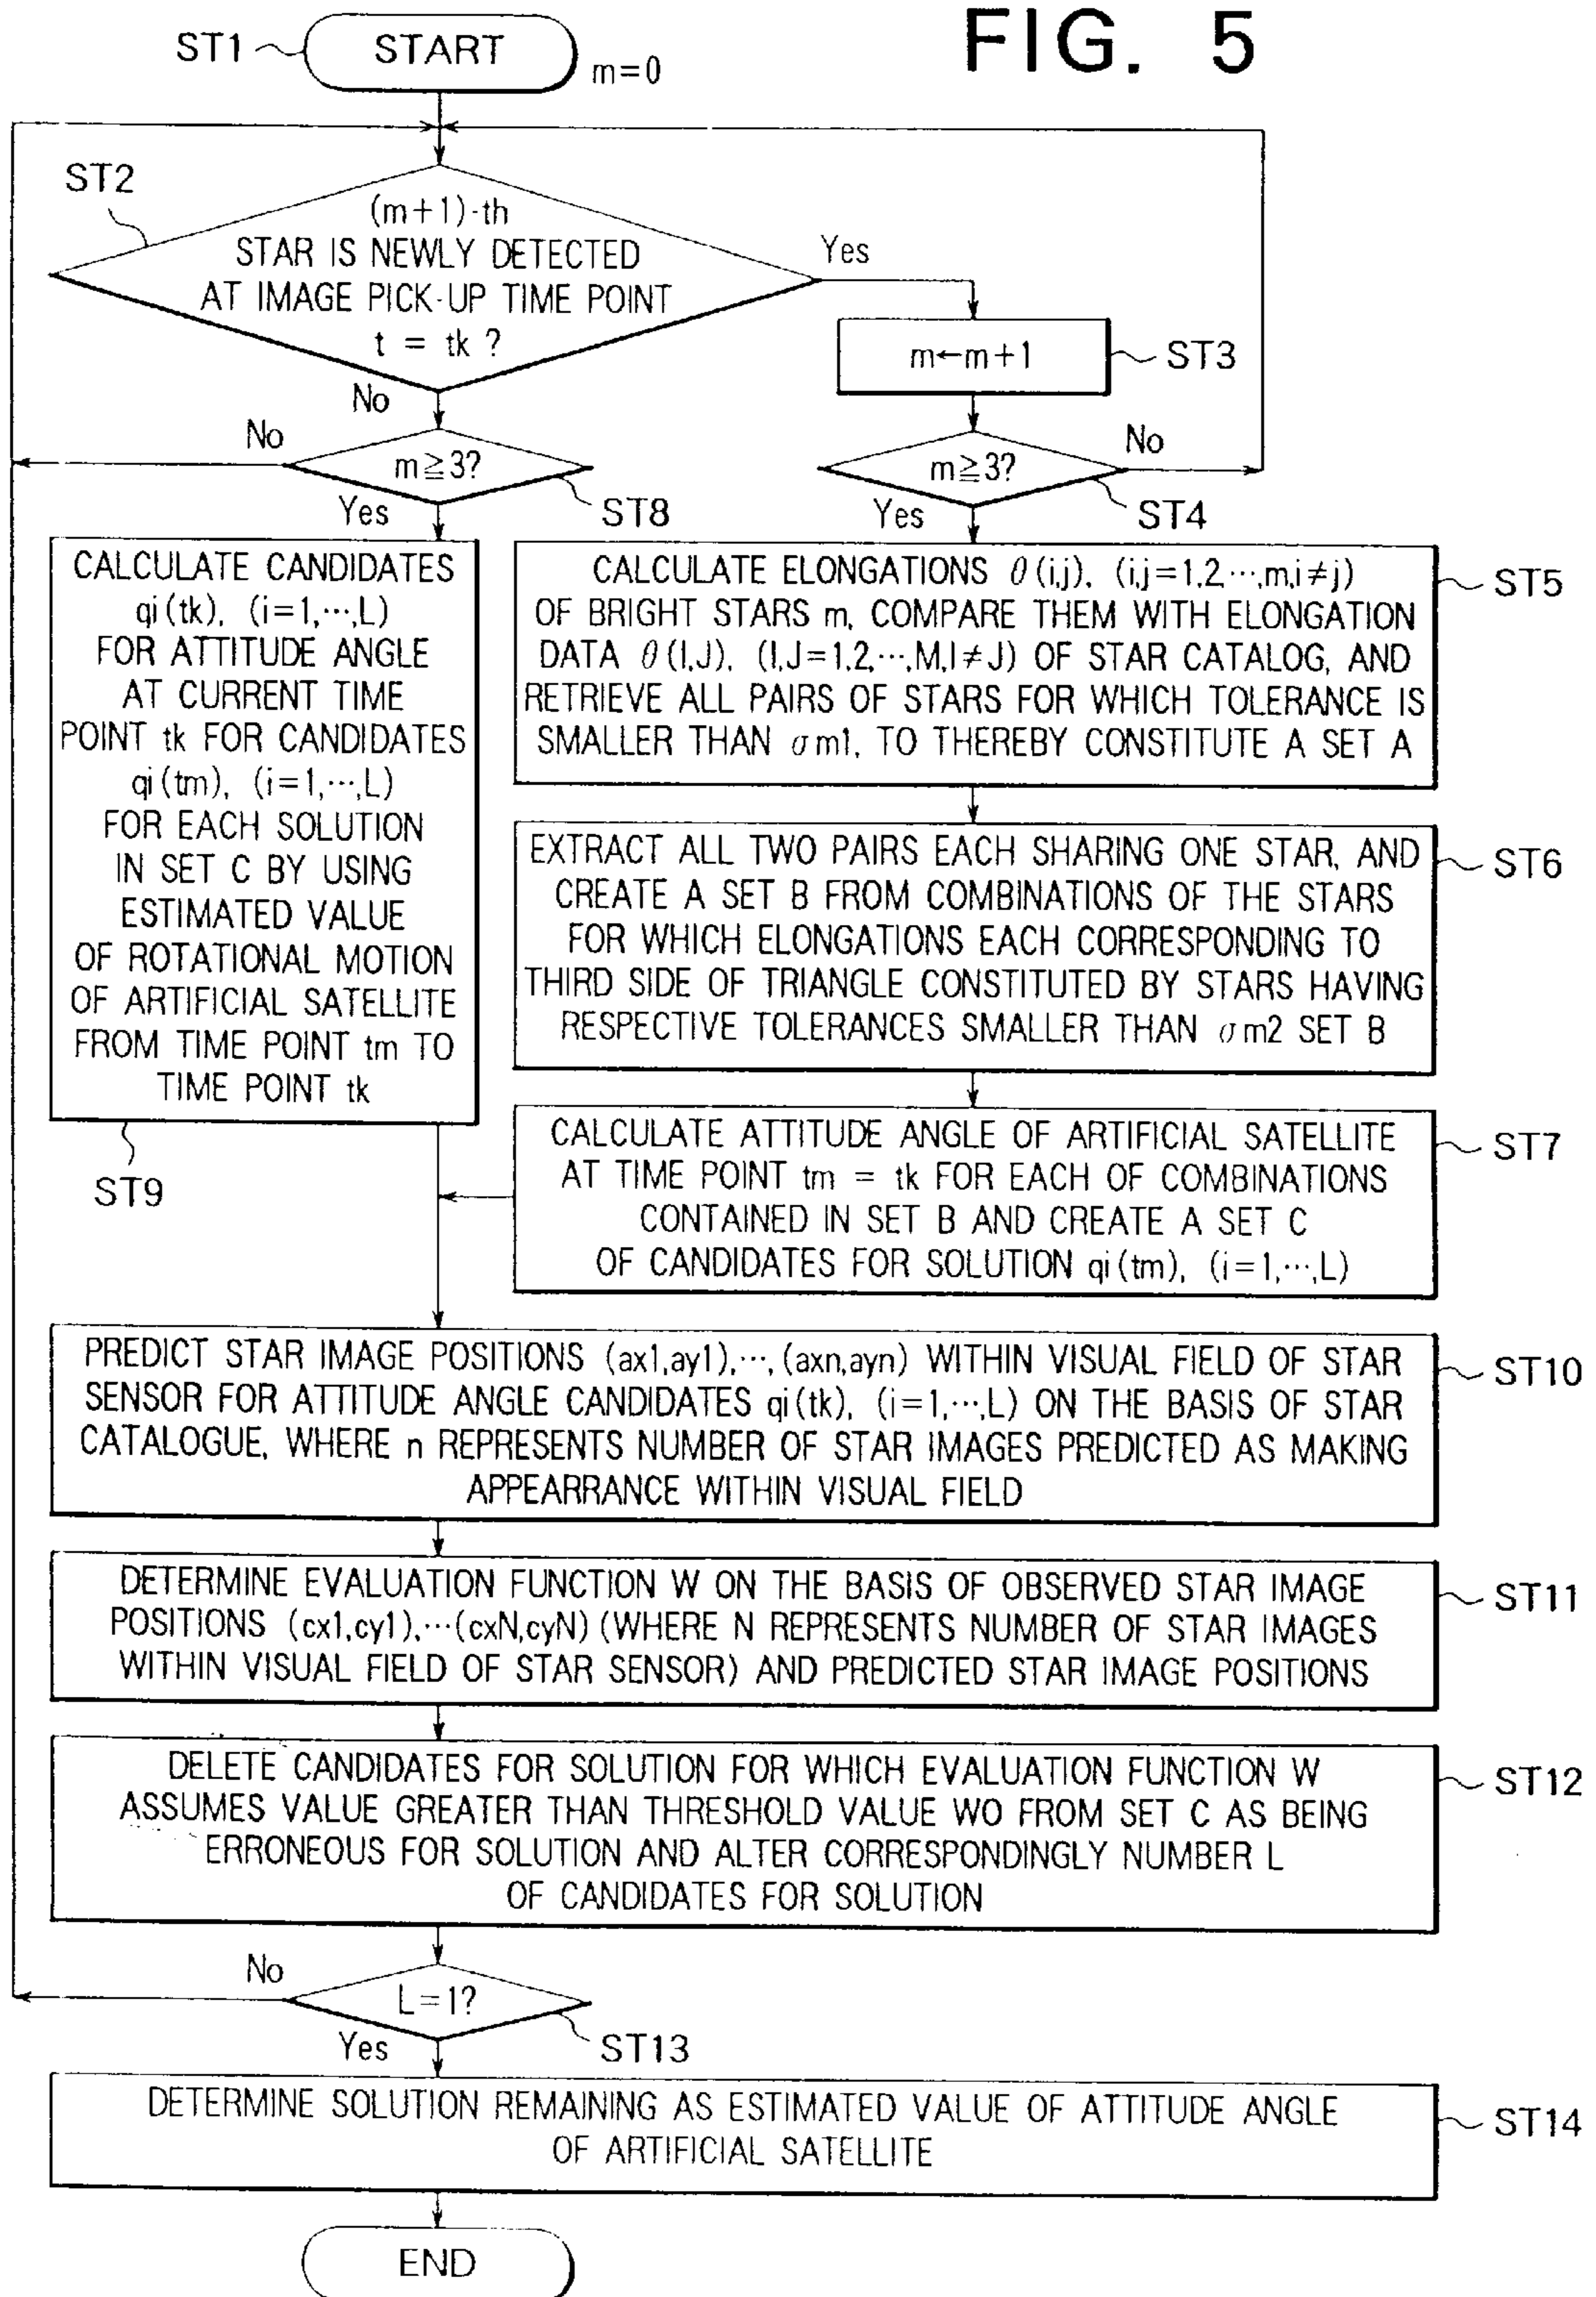 FIG. 5
ST1
START
m=0
ST2
(m+1)-th
STAR IS NEWLY DETECTED
AT IMAGE PICK-UP TIME POINT
t = tk ?
Yes
No
m←m+1
ST3
No
m≧3?
Yes
ST8
m≧3?
No
Yes
ST4
CALCULATE CANDIDATES
qi(tk), (i=1,⋯,L)
FOR ATTITUDE ANGLE
AT CURRENT TIME
POINT tk FOR CANDIDATES
qi(tm), (i=1,⋯,L)
FOR EACH SOLUTION
IN SET C BY USING
ESTIMATED VALUE
OF ROTATIONAL MOTION
OF ARTIFICIAL SATELLITE
FROM TIME POINT tm TO
TIME POINT tk
ST9
CALCULATE ELONGATIONS θ(i,j), (i,j=1,2,⋯,m,i≠j)
OF BRIGHT STARS m, COMPARE THEM WITH ELONGATION
DATA θ(I,J), (I,J=1,2,⋯,M,I≠J) OF STAR CATALOG, AND
RETRIEVE ALL PAIRS OF STARS FOR WHICH TOLERANCE IS
SMALLER THAN σm1, TO THEREBY CONSTITUTE A SET A
ST5
EXTRACT ALL TWO PAIRS EACH SHARING ONE STAR, AND
CREATE A SET B FROM COMBINATIONS OF THE STARS
FOR WHICH ELONGATIONS EACH CORRESPONDING TO
THIRD SIDE OF TRIANGLE CONSTITUTED BY STARS HAVING
RESPECTIVE TOLERANCES SMALLER THAN σm2 SET B
ST6
CALCULATE ATTITUDE ANGLE OF ARTIFICIAL SATELLITE
AT TIME POINT tm = tk FOR EACH OF COMBINATIONS
CONTAINED IN SET B AND CREATE A SET C
OF CANDIDATES FOR SOLUTION qi(tm), (i=1,⋯,L)
ST7
PREDICT STAR IMAGE POSITIONS (ax1,ay1),⋯,(axn,ayn) WITHIN VISUAL FIELD OF STAR
SENSOR FOR ATTITUDE ANGLE CANDIDATES qi(tk), (i=1,⋯,L) ON THE BASIS OF STAR
CATALOGUE, WHERE n REPRESENTS NUMBER OF STAR IMAGES PREDICTED AS MAKING
APPEARRANCE WITHIN VISUAL FIELD
ST10
DETERMINE EVALUATION FUNCTION W ON THE BASIS OF OBSERVED STAR IMAGE
POSITIONS (cx1,cy1),⋯(cxN,cyN) (WHERE N REPRESENTS NUMBER OF STAR IMAGES
WITHIN VISUAL FIELD OF STAR SENSOR) AND PREDICTED STAR IMAGE POSITIONS
ST11
DELETE CANDIDATES FOR SOLUTION FOR WHICH EVALUATION FUNCTION W
ASSUMES VALUE GREATER THAN THRESHOLD VALUE WO FROM SET C AS BEING
ERRONEOUS FOR SOLUTION AND ALTER CORRESPONDINGLY NUMBER L
OF CANDIDATES FOR SOLUTION
ST12
No
L=1?
Yes
ST13
DETERMINE SOLUTION REMAINING AS ESTIMATED VALUE OF ATTITUDE ANGLE
OF ARTIFICIAL SATELLITE
ST14
END